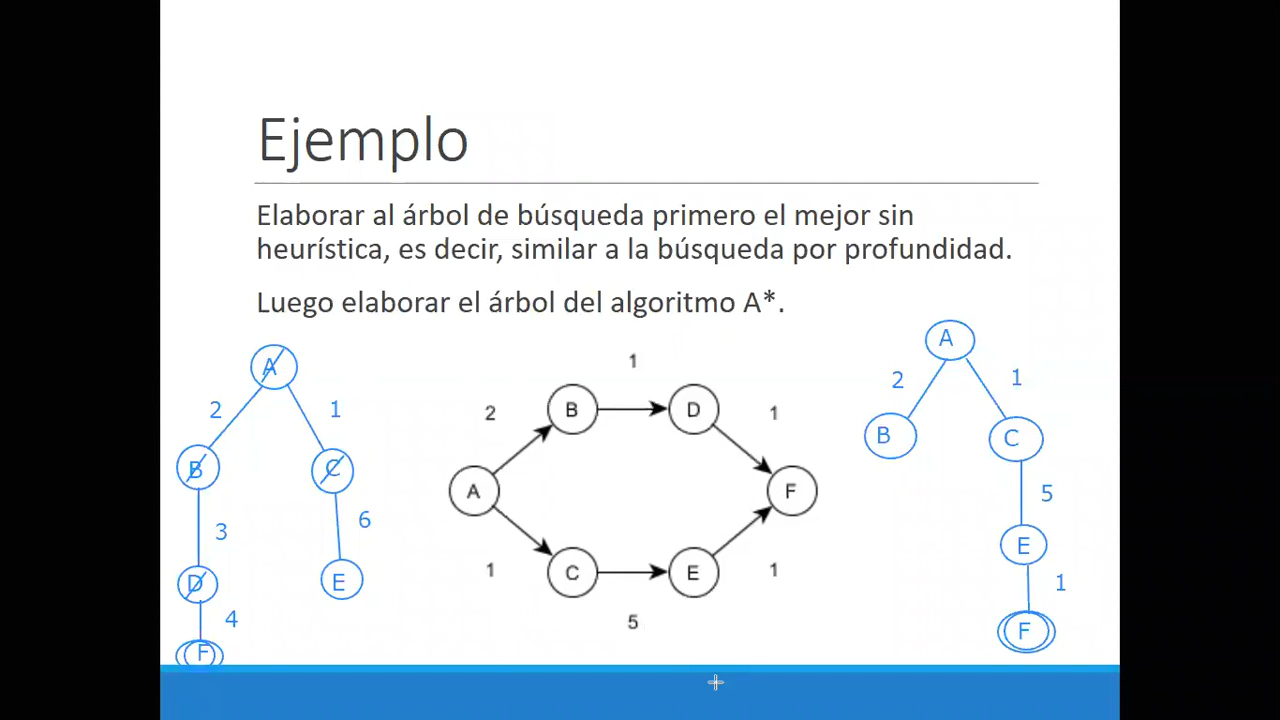 Ejemplo
Elaborar al árbol de búsqueda primero el mejor sin
heurística, es decir, similar a la búsqueda por profundidad.
Luego elaborar el árbol del algoritmo A*.
A
2 1
B C
3 6
D E
4
F
1
2 B D 1
A F
1 C E 1
5
A
2 1
B C
5
E
1
F